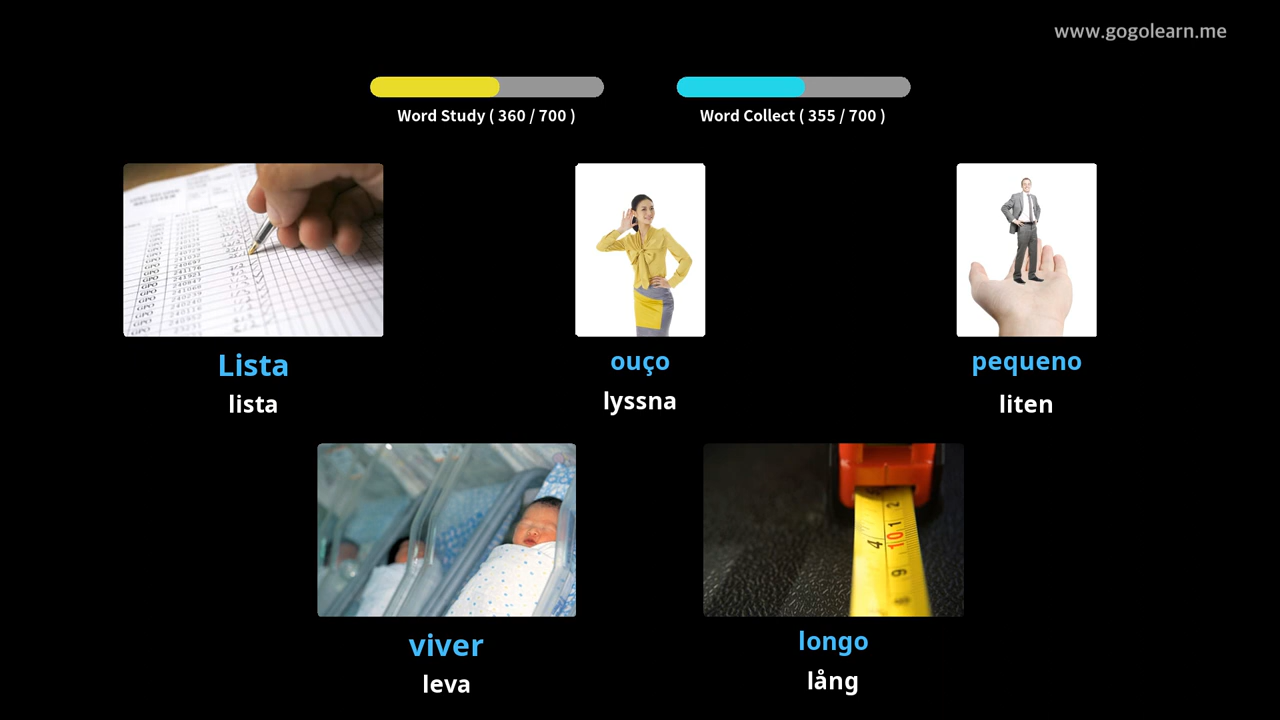 www.gogolearn.me
Word Study ( 360 / 700 )
Word Collect ( 355 / 700 )
Lista
lista
ouço
lyssna
pequeno
liten
viver
leva
longo
lång